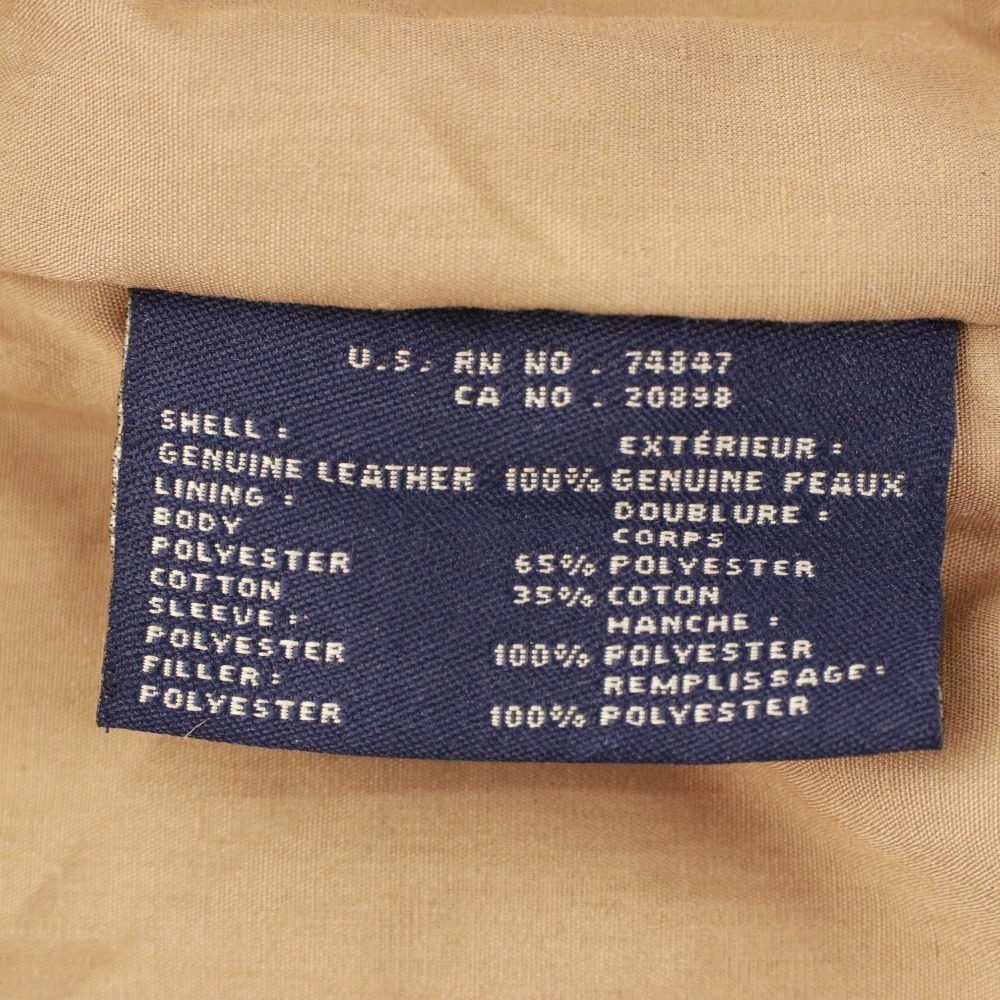 U.S. RN NO. 74847
CA NO. 20898
SHELL:
EXTÉRIEUR:
GENUINE LEATHER 100% GENUINE PEAUX
LINING:
DOUBLURE:
BODY
CORPS
POLYESTER 65% POLYESTER
COTTON 35% COTON
SLEEVE:
HANCHE:
POLYESTER 100% POLYESTER
FILLER:
REMPLISSAGE:
POLYESTER 100% POLYESTER